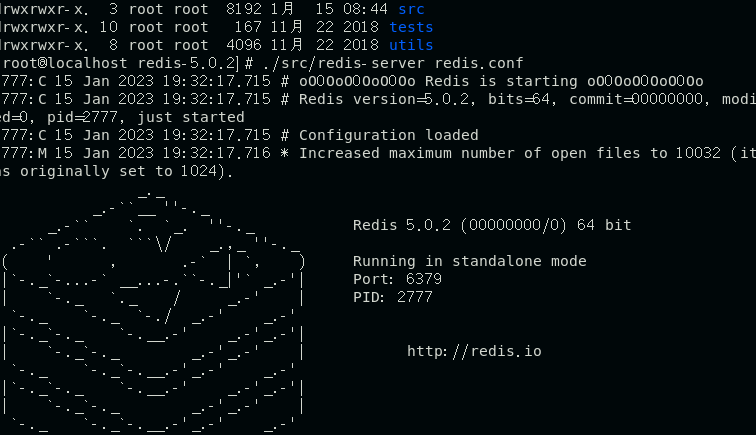 drwxrwxr-x.  3 root root  8192 1月  15 08:44 src
drwxrwxr-x. 10 root root   167 11月 22 2018 tests
drwxrwxr-x.  8 root root  4096 11月 22 2018 utils
root@localhost redis-5.0.2]# ./src/redis-server redis.conf
777:C 15 Jan 2023 19:32:17.715 # oO0OoO0OoO0Oo Redis is starting oO0OoO0OoO0Oo
777:C 15 Jan 2023 19:32:17.715 # Redis version=5.0.2, bits=64, commit=00000000, modi
ed=0, pid=2777, just started
777:C 15 Jan 2023 19:32:17.715 # Configuration loaded
777:M 15 Jan 2023 19:32:17.716 * Increased maximum number of open files to 10032 (it
as originally set to 1024).
Redis 5.0.2 (00000000/0) 64 bit
Running in standalone mode
Port: 6379
PID: 2777
http://redis.io